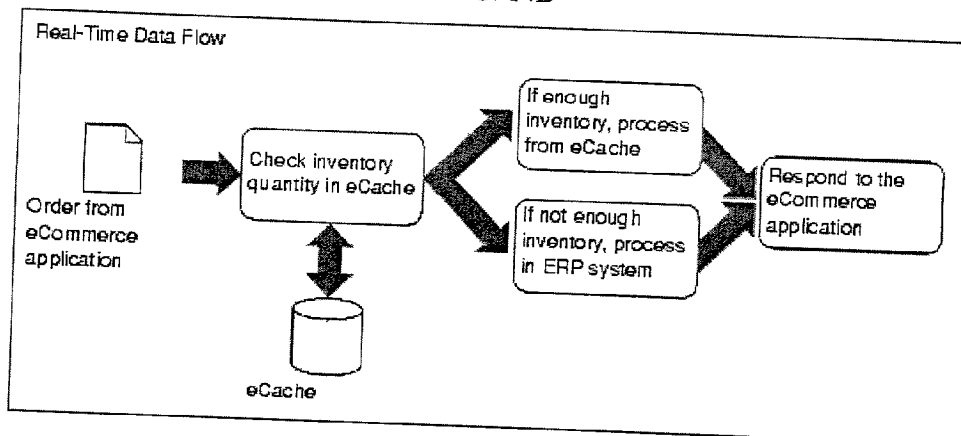 Real-Time Data Flow
Order from
eCommerce
application
Check inventory
quantity in eCache
eCache
If enough
inventory, process
from eCache
If not enough
inventory, process
in ERP system
Respond to the
eCommerce
application